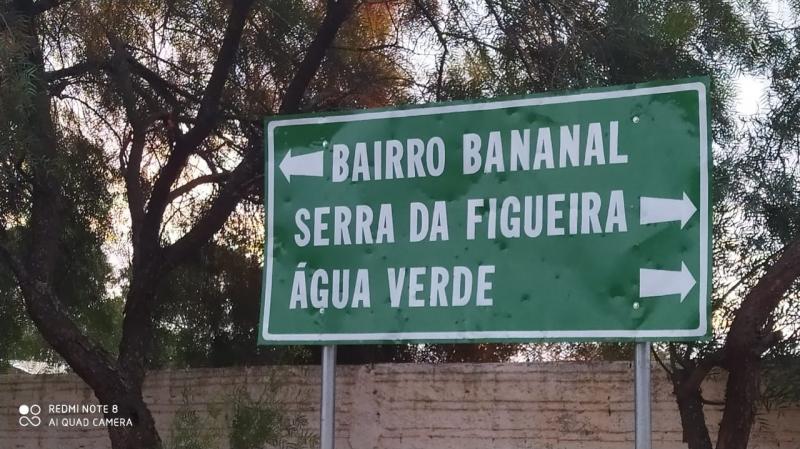 BAIRRO BANANAL
SERRA DA FIGUEIRA
ÁGUA VERDE
REDMI NOTE 8
AI QUAD CAMERA